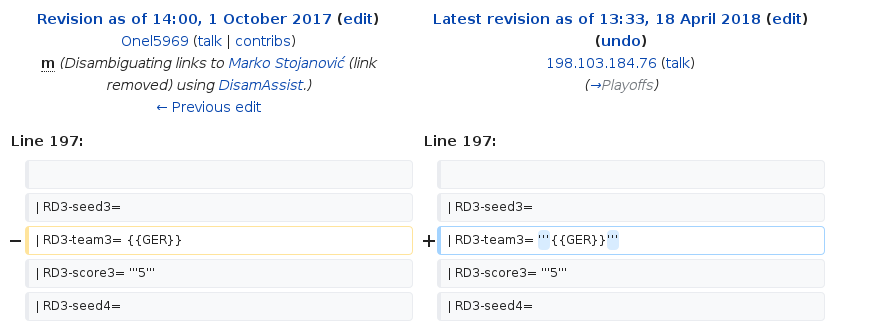 Revision as of 14:00, 1 October 2017 (edit)
Onel5969 (talk | contribs)
m (Disambiguating links to Marko Stojanović (link
removed) using DisamAssist.)
← Previous edit
Latest revision as of 13:33, 18 April 2018 (edit)
(undo)
198.103.184.76 (talk)
(→Playoffs)
Line 197:
Line 197:
| RD3-seed3=
| RD3-seed3=
− | RD3-team3= {{GER}}
+ | RD3-team3= '''{{GER}}'''
| RD3-score3= '''5'''
| RD3-score3= '''5'''
| RD3-seed4=
| RD3-seed4=